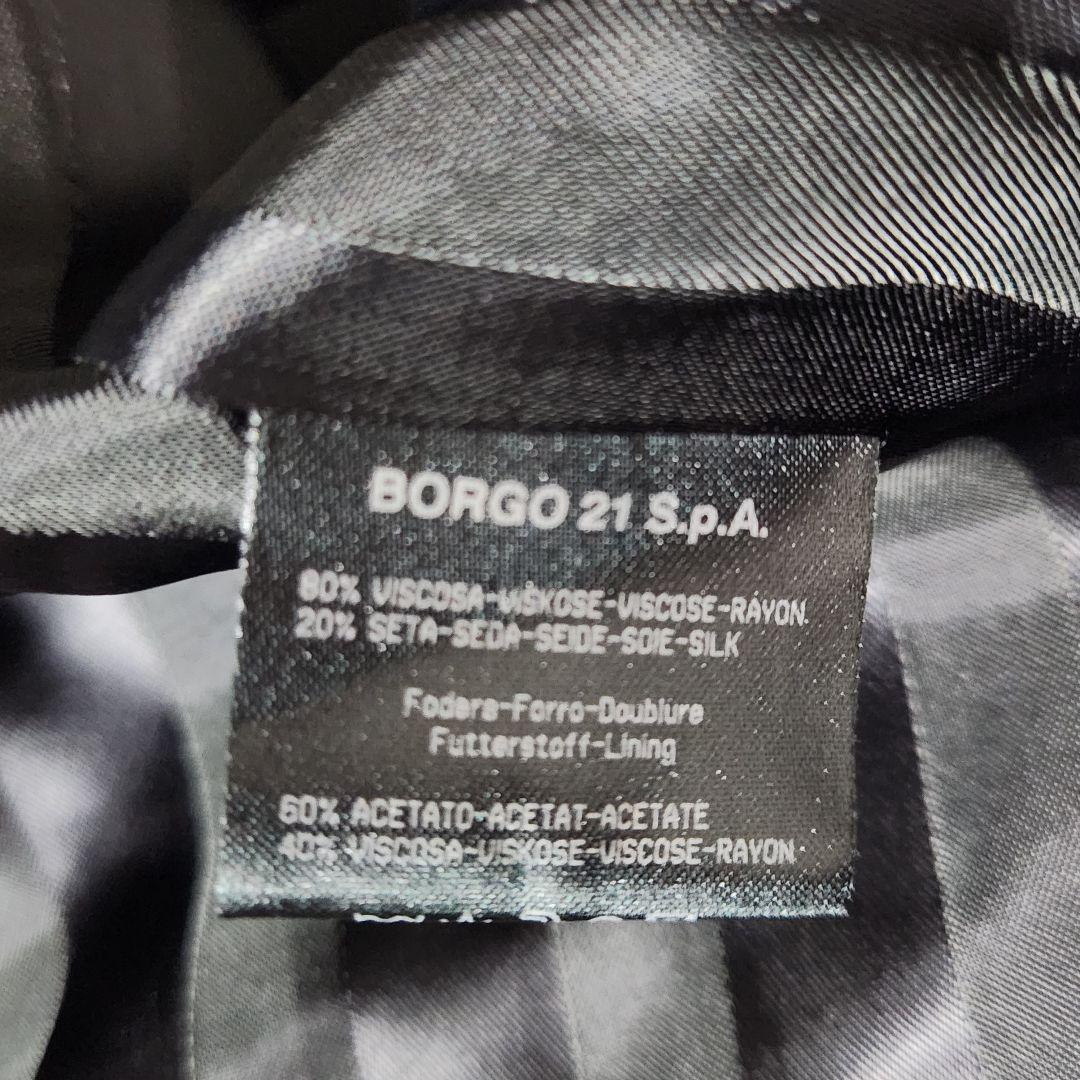 BORGO 21 S.p.A.
80% VISCOSA-VISKOSE-VISCOSE-RAYON
20% SETA-SEDA-SEIDE-SOIE-SILK
Fodera-Forro-Doublure
Futterstoff-Lining
60% ACETATO-ACETAT-ACETATE
40% VISCOSA-VISKOSE-VISCOSE-RAYON